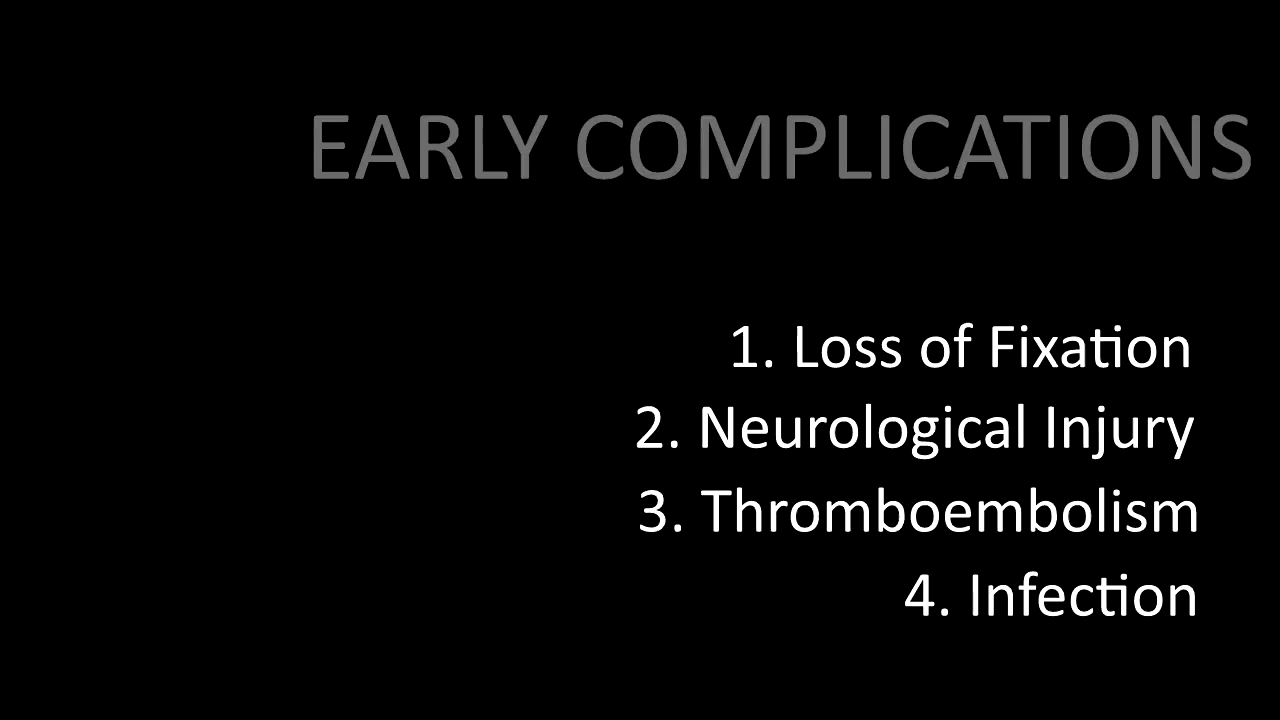 EARLY COMPLICATIONS
1. Loss of Fixation
2. Neurological Injury
3. Thromboembolism
4. Infection